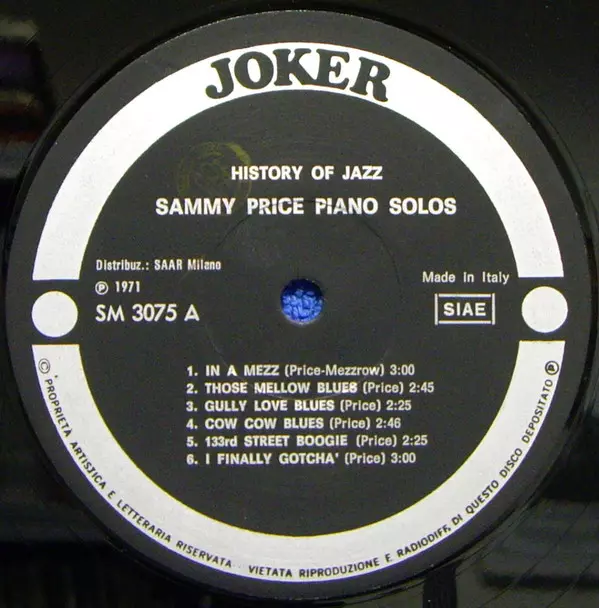 JOKER
HISTORY OF JAZZ
SAMMY PRICE PIANO SOLOS
Distribuz.: SAAR Milano
℗ 1971
SM 3075 A
Made in Italy
SIAE
1. IN A MEZZ (Price-Mezzrow) 3:00
2. THOSE MELLOW BLUES (Price) 2:45
3. GULLY LOVE BLUES (Price) 2:25
4. COW COW BLUES (Price) 2:46
5. 133rd STREET BOOGIE (Price) 2:25
6. I FINALLY GOTCHA' (Price) 3:00
© PROPRIETÀ ARTISTICA E LETTERARIA RISERVATA - VIETATA RIPRODUZIONE E RADIODIFF. DI QUESTO DISCO DEPOSITATO ℗